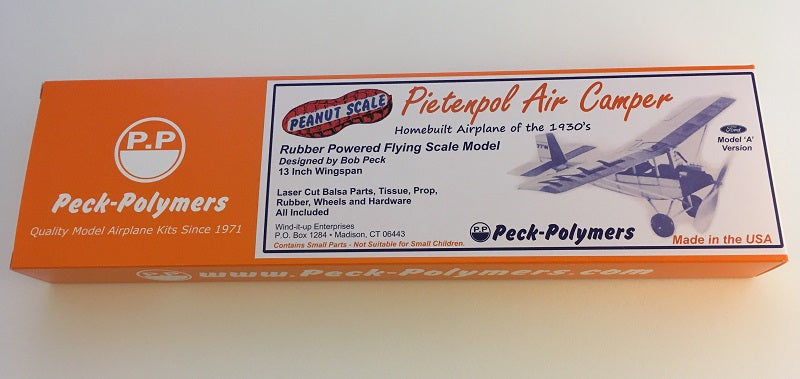 P.P
Peck-Polymers
Quality Model Airplane Kits Since 1971
PEANUT SCALE
Pietenpol Air Camper
Homebuilt Airplane of the 1930's
Rubber Powered Flying Scale Model
Designed by Bob Peck
13 Inch Wingspan
Laser Cut Balsa Parts, Tissue, Prop,
Rubber, Wheels and Hardware
All Included
Wind-it-up Enterprises
P.O. Box 1284 • Madison, CT 06443
Contains Small Parts - Not Suitable for Small Children.
Ford
Model 'A'
Version
P.P
Peck-Polymers
Made in the USA
P.P
www.Peck-Polymers.com